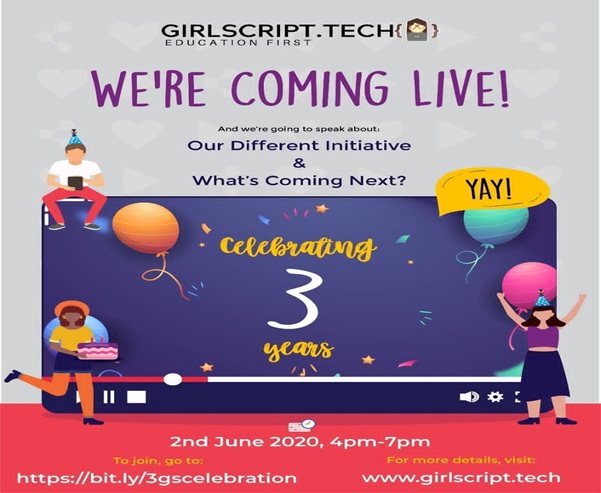 GIRLSCRIPT.TECH{ }
EDUCATION FIRST
WE'RE COMING LIVE!
And we're going to speak about:
Our Different Initiative
&
What's Coming Next?
YAY!
Celebrating
3
years
2nd June 2020, 4pm-7pm
To join, go to:
https://bit.ly/3gscelebration
For more details, visit:
www.girlscript.tech